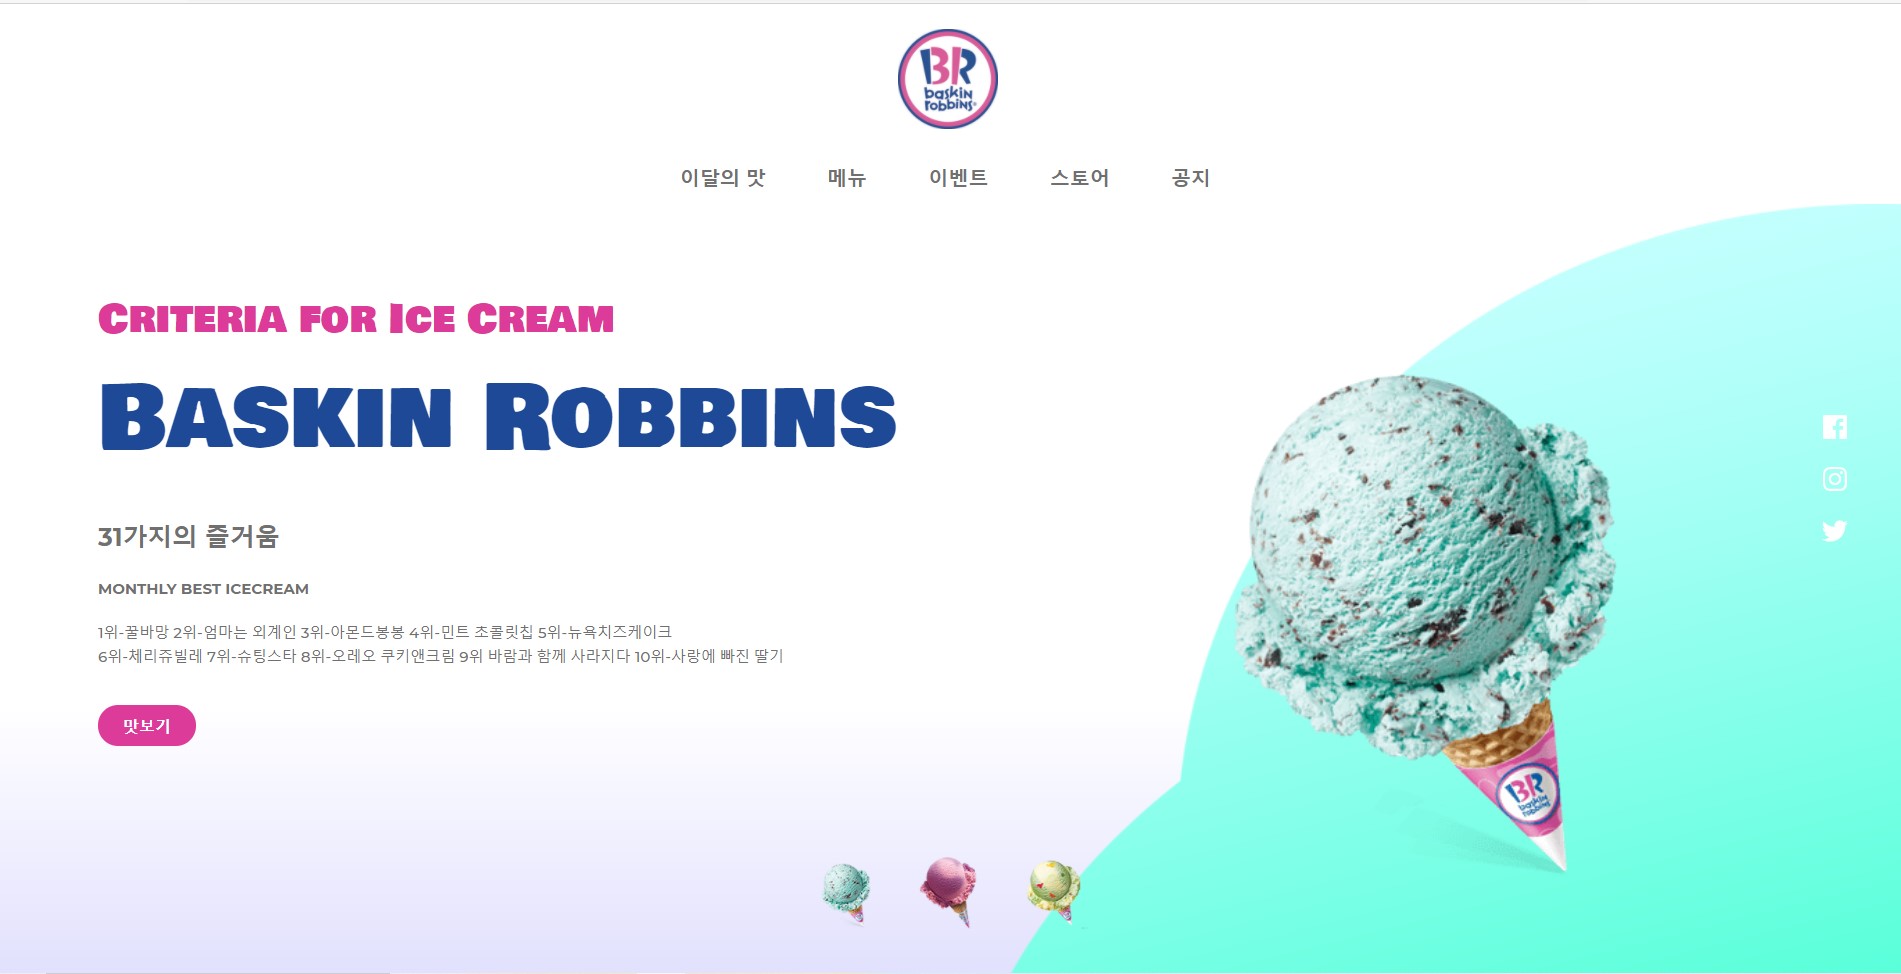 BR
baskin
robbins®
이달의 맛 메뉴 이벤트 스토어 공지
Criteria for Ice Cream
Baskin Robbins
31가지의 즐거움
MONTHLY BEST ICECREAM
1위-꿀바망 2위-엄마는 외계인 3위-아몬드봉봉 4위-민트 초콜릿칩 5위-뉴욕치즈케이크
6위-체리쥬빌레 7위-슈팅스타 8위-오레오 쿠키앤크림 9위 바람과 함께 사라지다 10위-사랑에 빠진 딸기
맛보기
BR
baskin
robbins